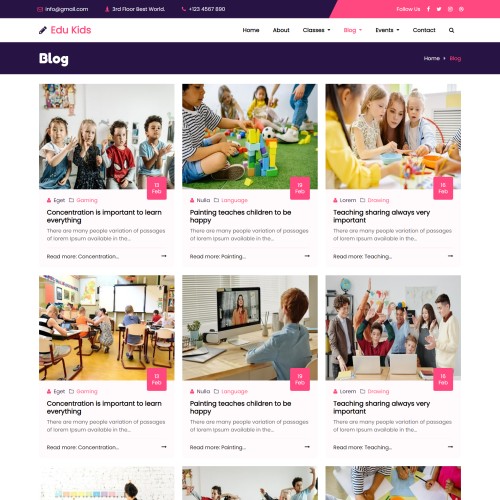 info@gmail.com 3rd Floor Best World. +123 4567 890 Follow Us
Edu Kids Home About Classes Blog Events Contact
Blog Home Blog
12 Feb 19 Feb 16 Feb
Eget Gaming Nulla Language Lorem Drawing
Concentration is important to learn everything
There are many people variation of passages of lorem Ipsum available in the...
Read more: Concentration...
Painting teaches children to be happy
There are many people variation of passages of lorem Ipsum available in the...
Read more: Painting...
Teaching sharing always very important
There are many people variation of passages of lorem Ipsum available in the...
Read more: Teaching...
12 Feb 19 Feb 16 Feb
Eget Gaming Nulla Language Lorem Drawing
Concentration is important to learn everything
There are many people variation of passages of lorem Ipsum available in the...
Read more: Concentration...
Painting teaches children to be happy
There are many people variation of passages of lorem Ipsum available in the...
Read more: Painting...
Teaching sharing always very important
There are many people variation of passages of lorem Ipsum available in the...
Read more: Teaching...